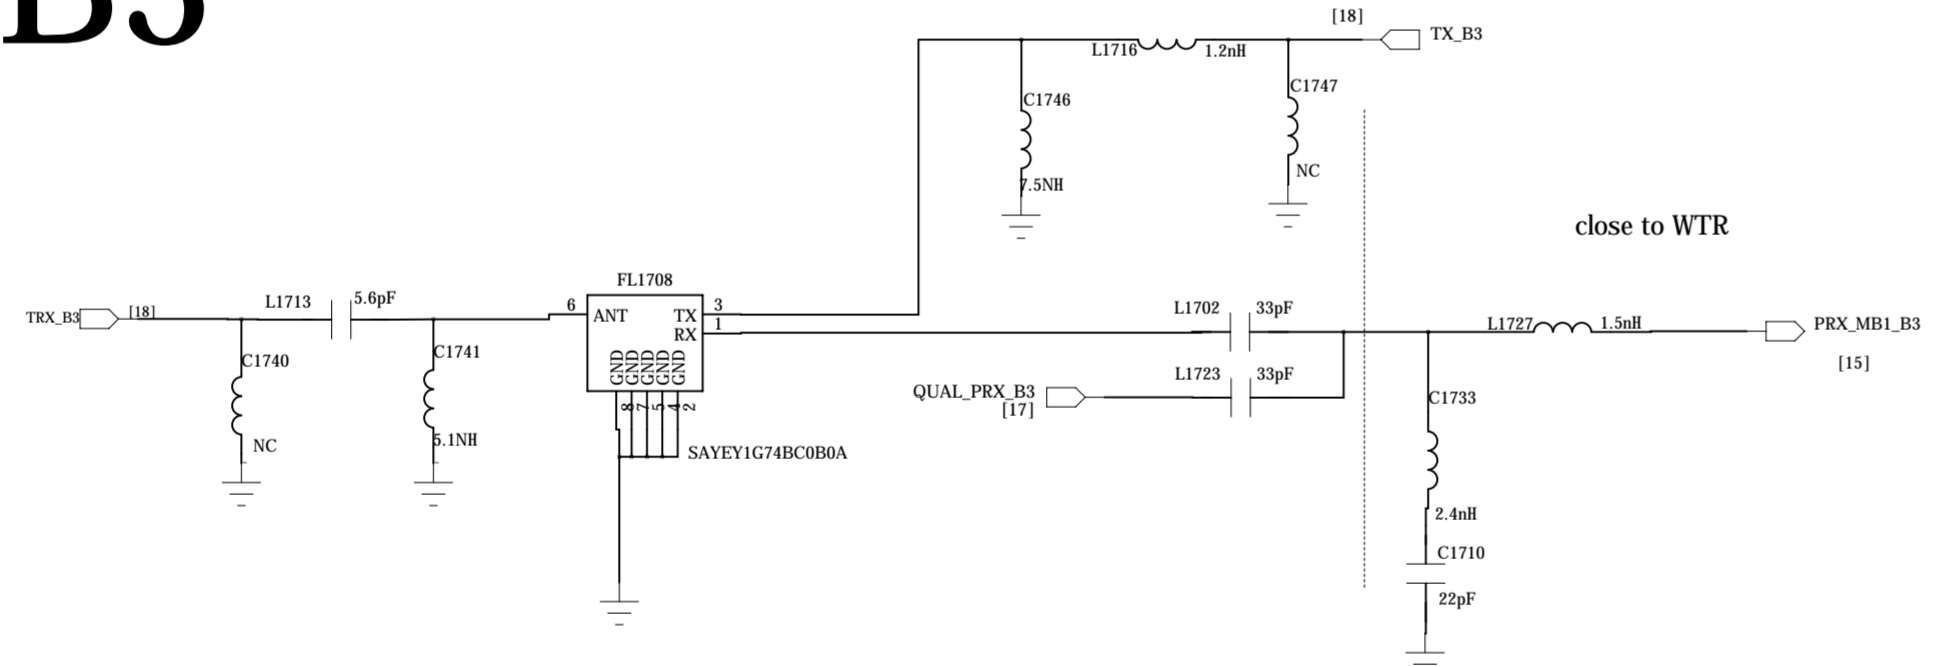 B3
[18]
TX_B3
L1716
1.2nH
C1747
C1746
NC
7.5NH
close to WTR
FL1708
TRX_B3
[18]
L1713
5.6pF
6
ANT
TX
3
RX
1
GND
GND
GND
GND
GND
8
7
5
4
2
C1740
C1741
NC
5.1NH
SAYEY1G74BC0B0A
L1702
33pF
L1723
33pF
QUAL_PRX_B3
[17]
L1727
1.5nH
PRX_MB1_B3
[15]
C1733
2.4nH
C1710
22pF